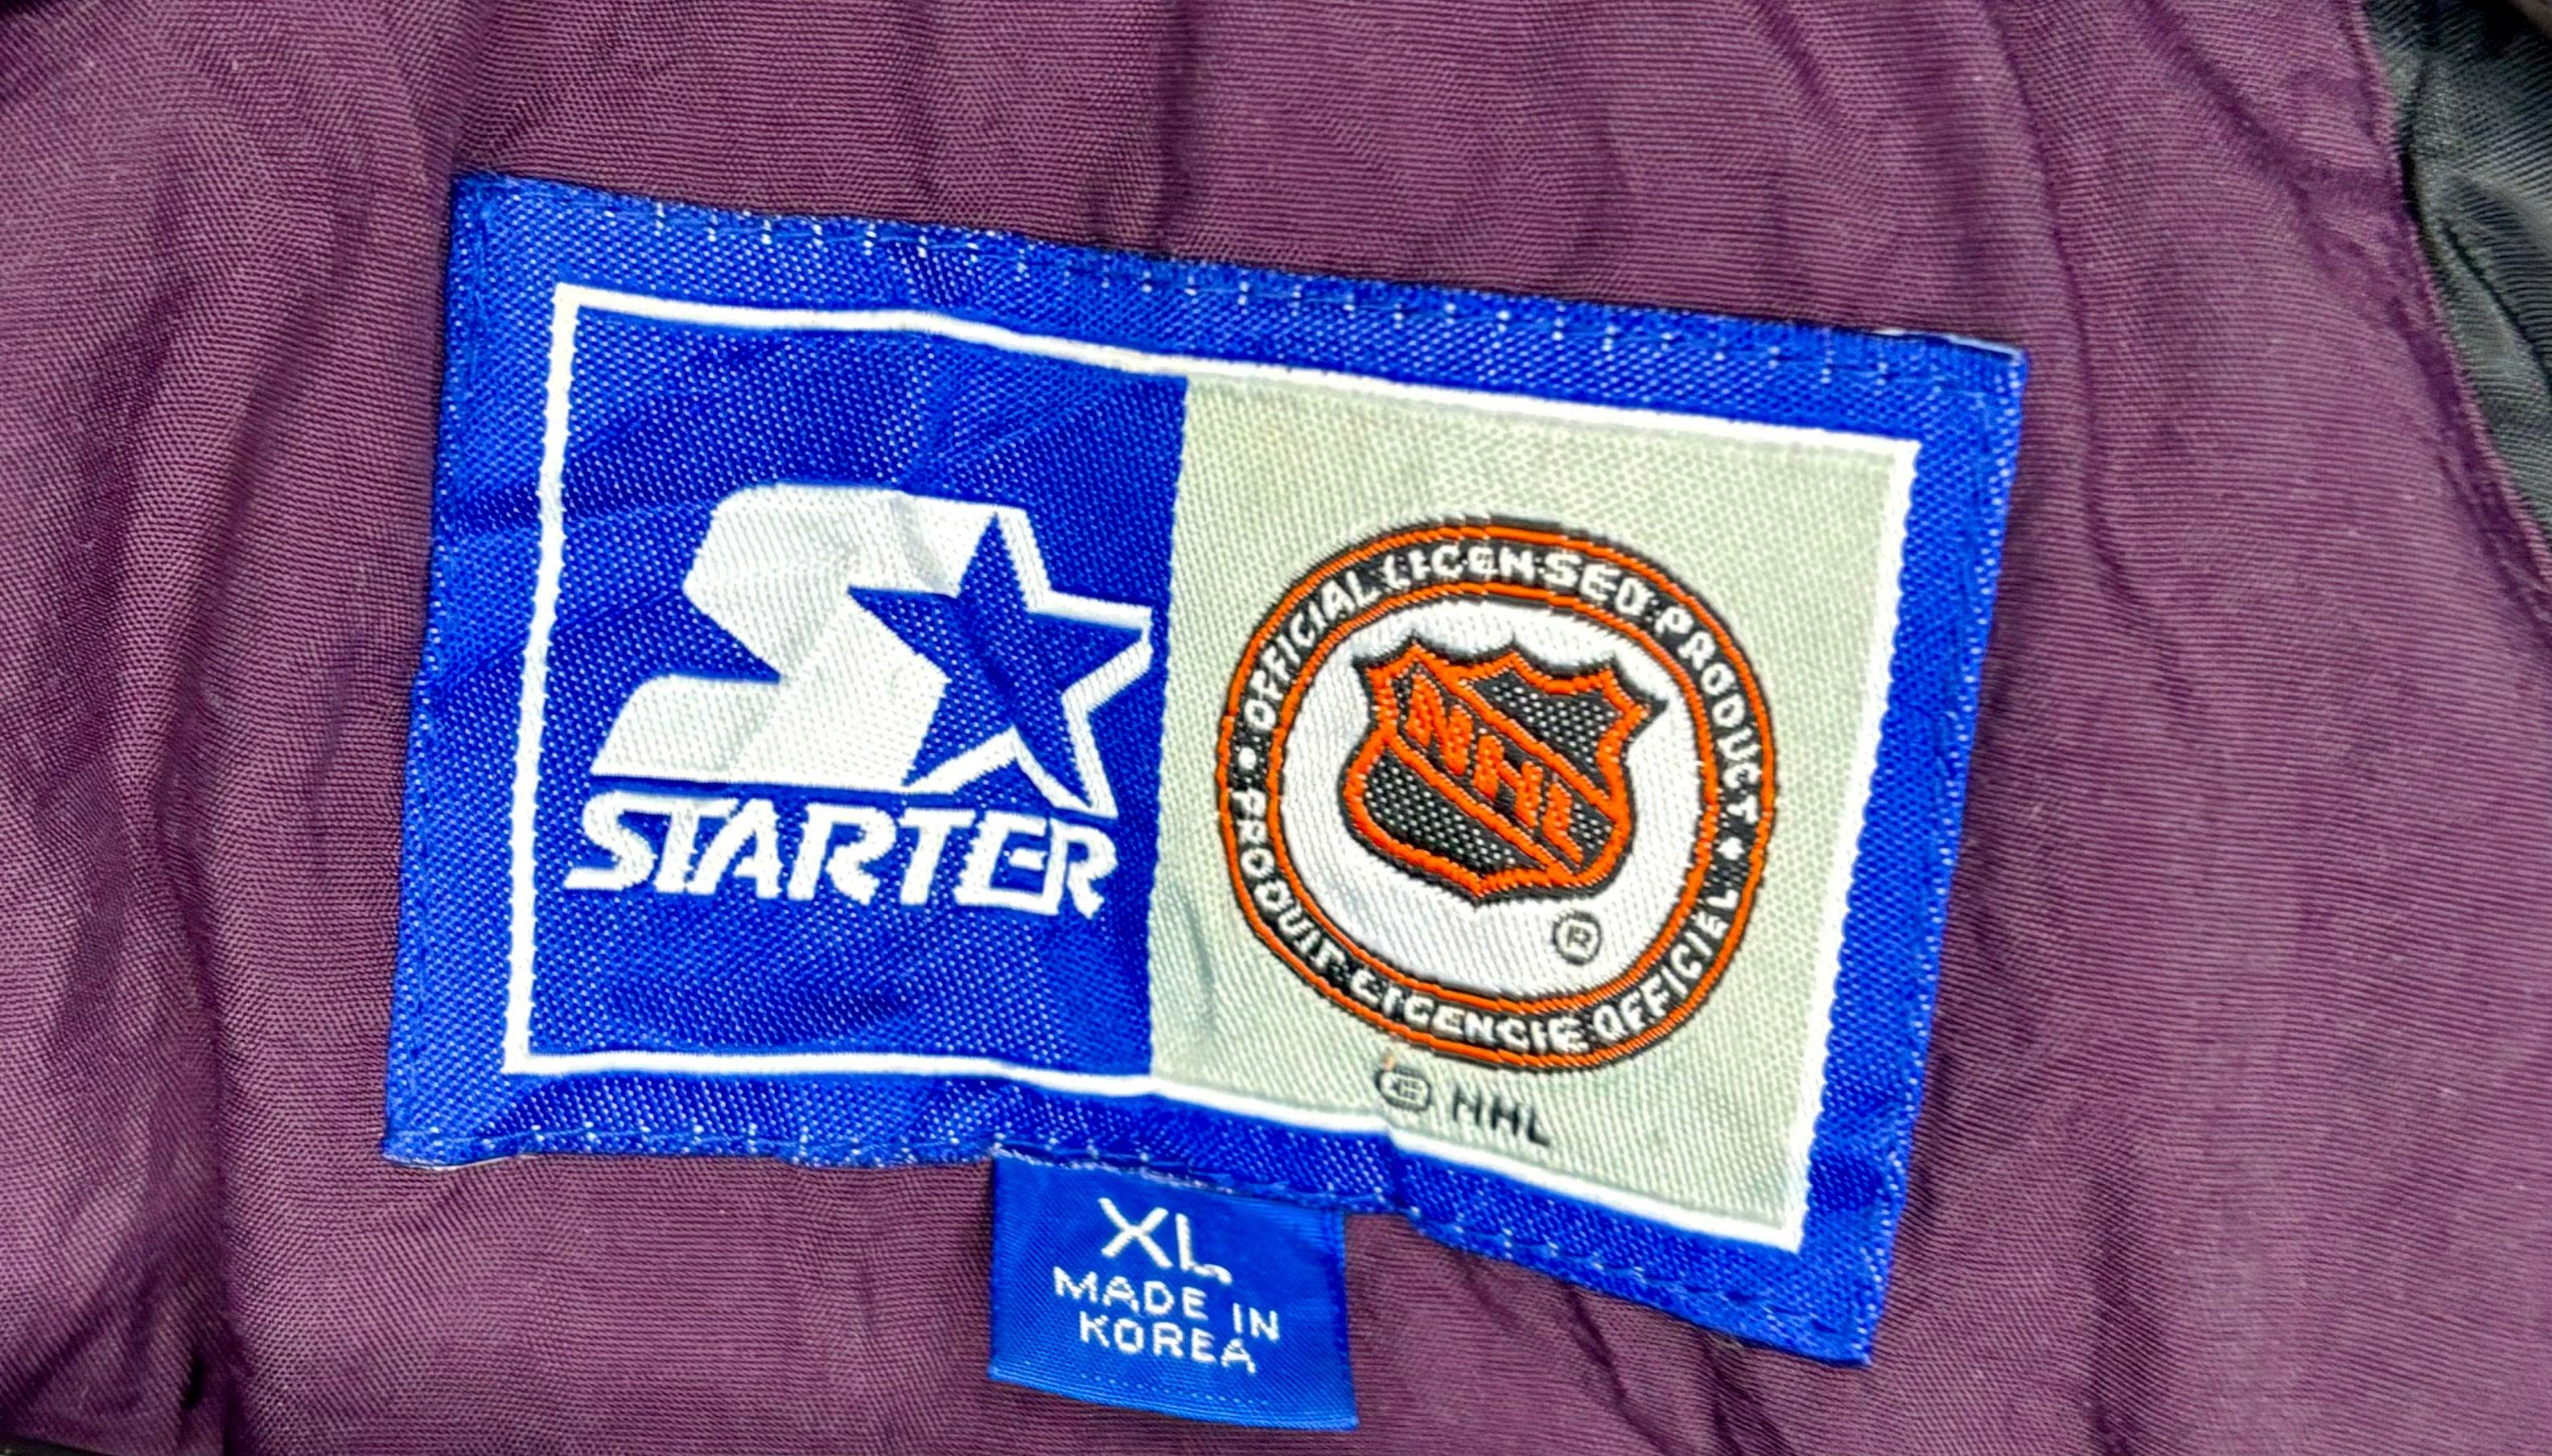 STARTER
OFFICIAL LICENSED PRODUCT
NHL
®
PRODUIT LICENCIE OFFICIEL
© NHL
XL
MADE IN
KOREA